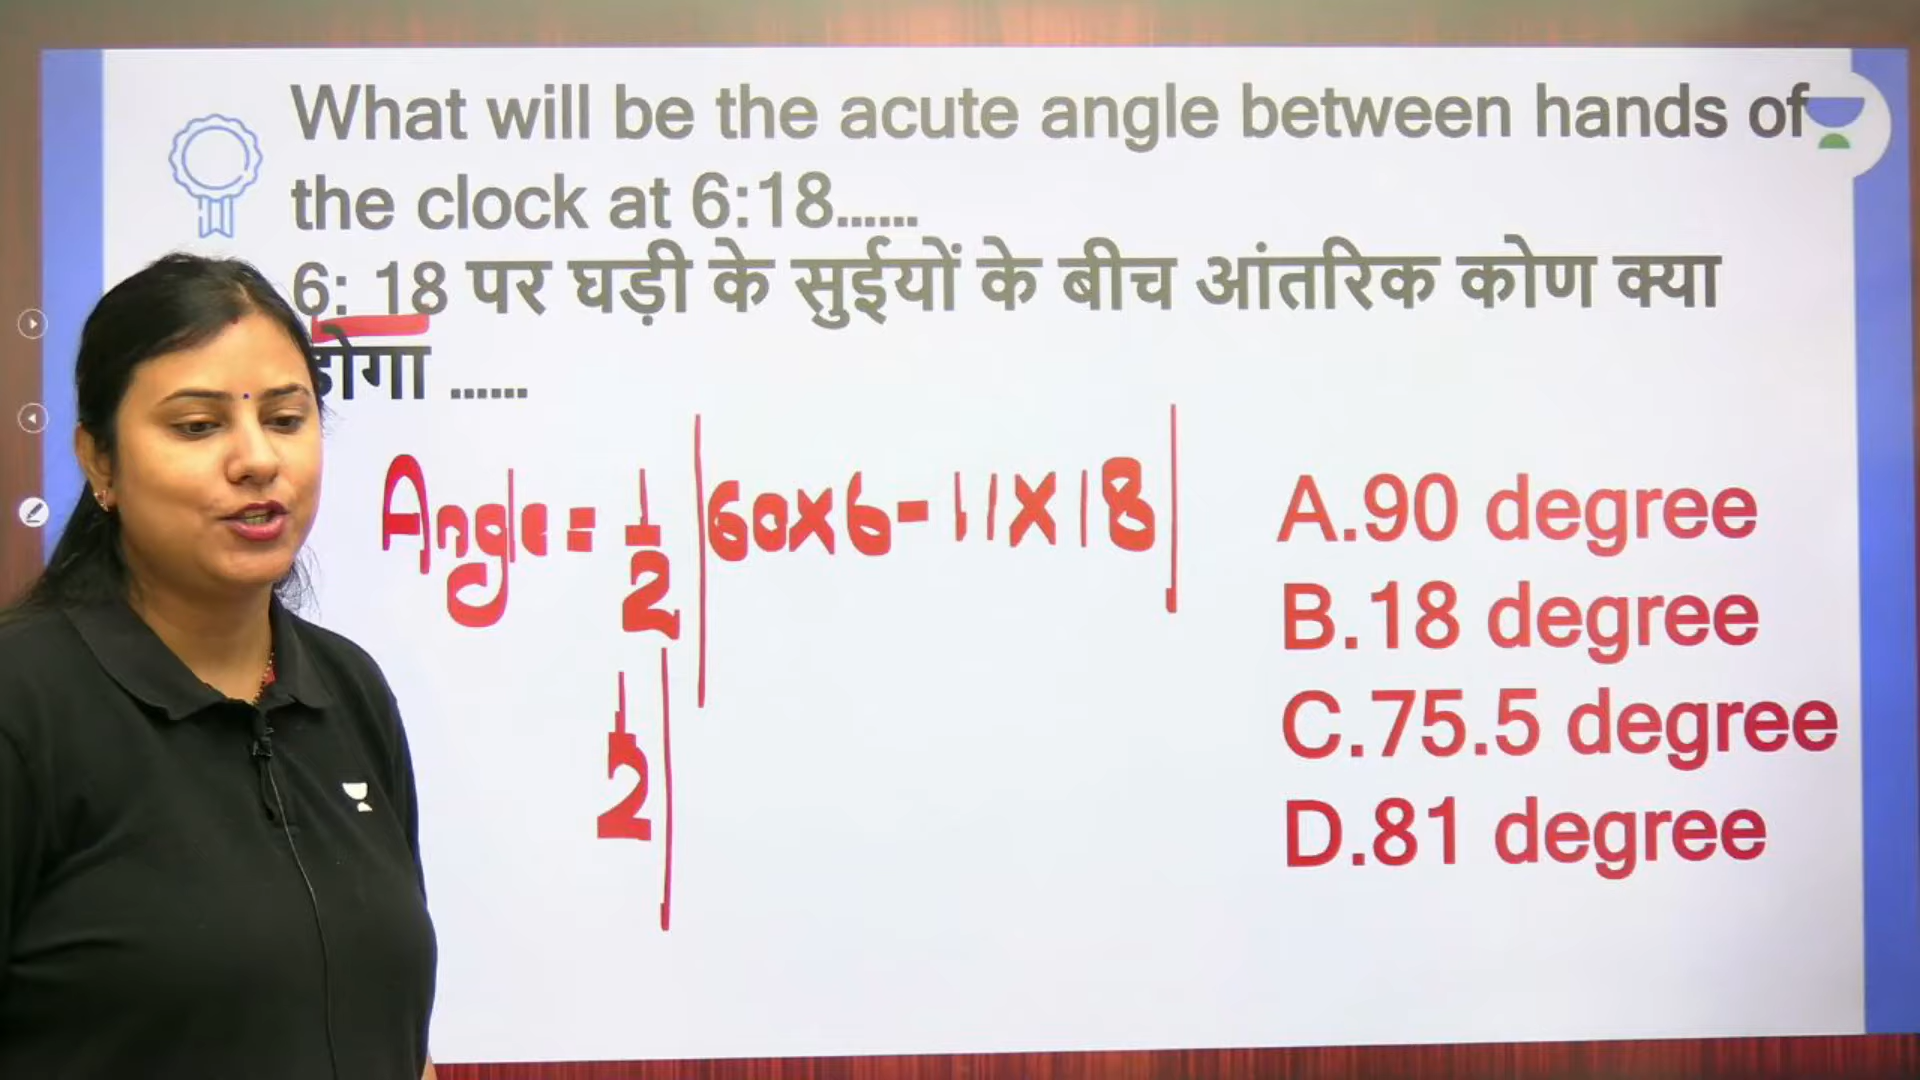 What will be the acute angle between hands of
the clock at 6:18......
6: 18 पर घड़ी के सुईयों के बीच आंतरिक कोण क्या
होगा ......
Angle = 1/2 |60×6-11×18|
1/2 |
A.90 degree
B.18 degree
C.75.5 degree
D.81 degree